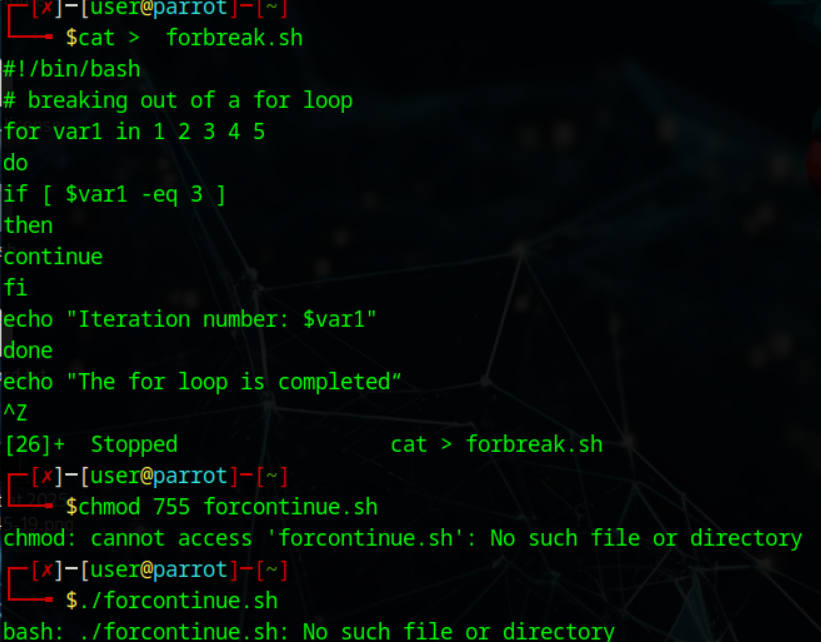 ┌─[✗]─[user@parrot]─[~]
└──╼ $cat >  forbreak.sh
#!/bin/bash
# breaking out of a for loop
for var1 in 1 2 3 4 5
do
if [ $var1 -eq 3 ]
then
continue
fi
echo "Iteration number: $var1"
done
echo "The for loop is completed“
^Z
[26]+  Stopped                 cat > forbreak.sh
┌─[✗]─[user@parrot]─[~]
└──╼ $chmod 755 forcontinue.sh
chmod: cannot access 'forcontinue.sh': No such file or directory
┌─[✗]─[user@parrot]─[~]
└──╼ $./forcontinue.sh
bash: ./forcontinue.sh: No such file or directory